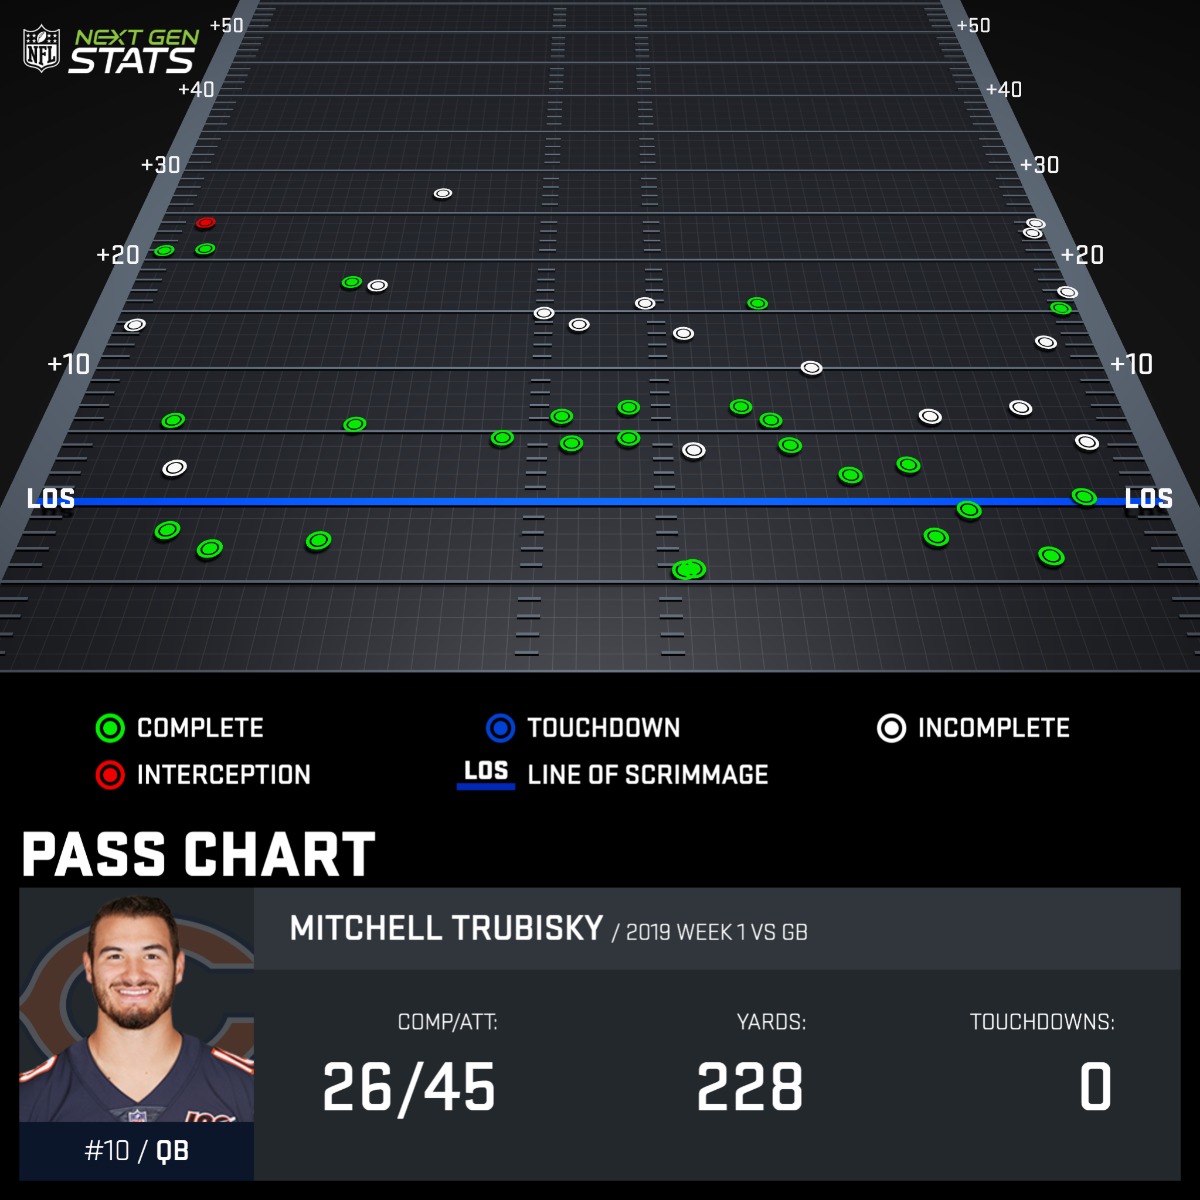 NFL NEXT GEN STATS
+50 +50
+40 +40
+30 +30
+20 +20
+10 +10
LOS LOS
COMPLETE TOUCHDOWN INCOMPLETE
INTERCEPTION LOS LINE OF SCRIMMAGE
PASS CHART
MITCHELL TRUBISKY / 2019 WEEK 1 VS GB
COMP/ATT: YARDS: TOUCHDOWNS:
26/45 228 0
#10 / QB